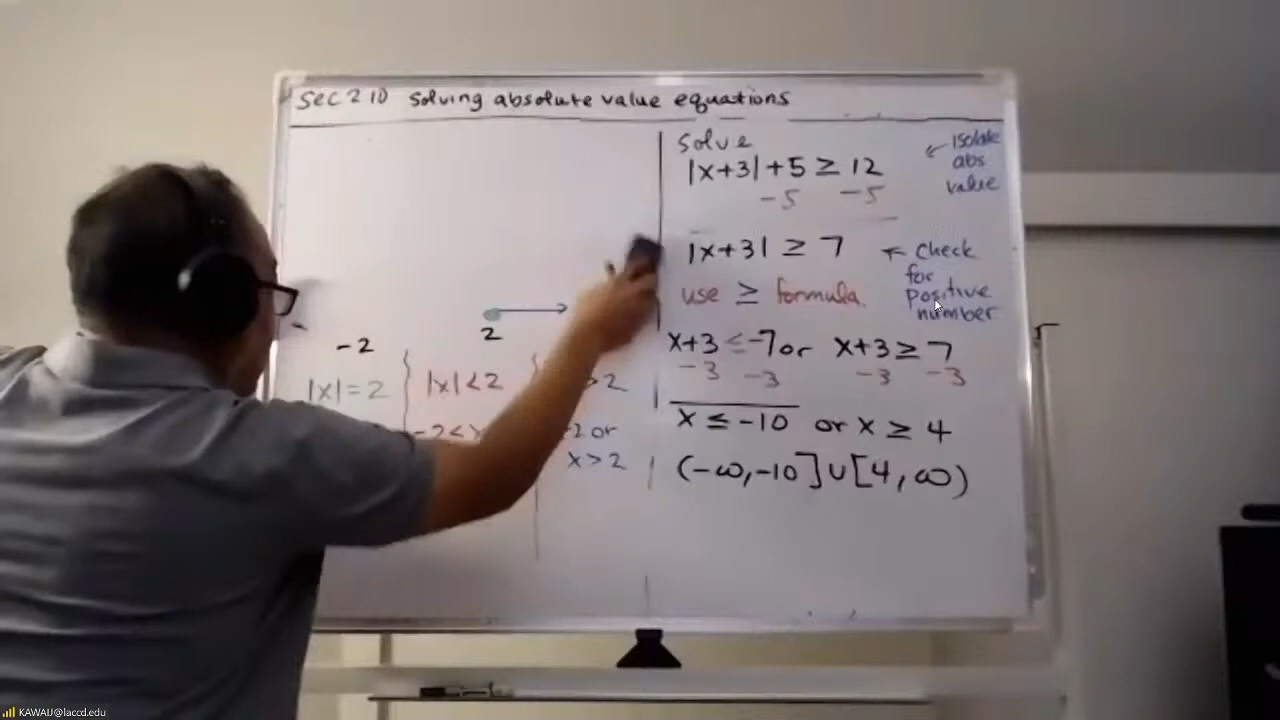 Sec 2 10 Solving absolute value equations
2
-2
|x|=2
|x|<2
>2
-2<x
-2 or
x>2
Solve
|x+3|+5 ≥ 12
-5 -5
← Isolate
abs
value
|x+3| ≥ 7
← Check
for
positive
number
use ≥ formula.
x+3 ≤ -7 or x+3 ≥ 7
-3 -3 -3 -3
x ≤ -10 or x ≥ 4
(-∞,-10]∪[4,∞)
KAWAIJ@laccd.edu